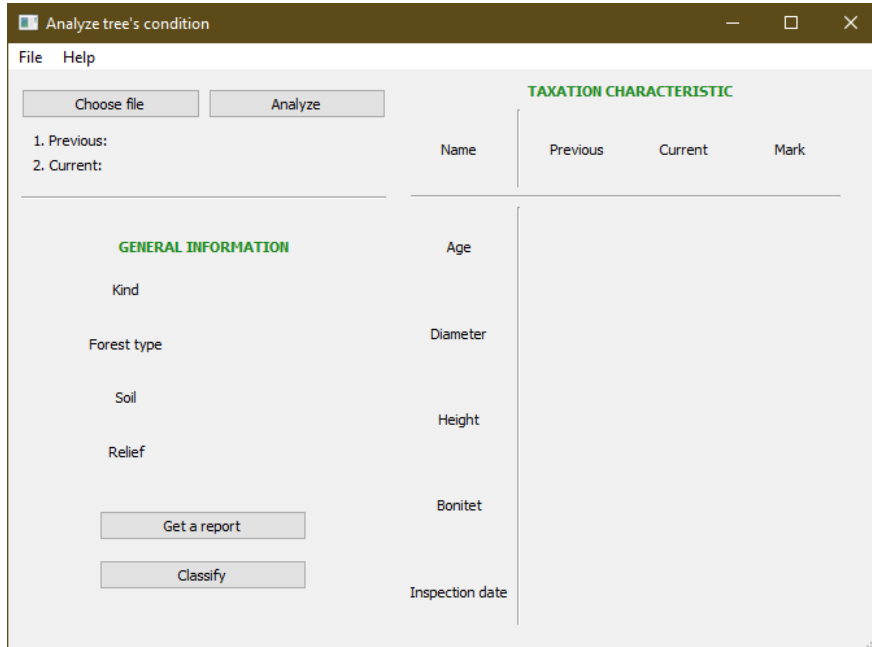 Analyze tree's condition
File Help
Choose file Analyze
1. Previous:
2. Current:
GENERAL INFORMATION
Kind
Forest type
Soil
Relief
Get a report
Classify
TAXATION CHARACTERISTIC
Name Previous Current Mark
Age
Diameter
Height
Bonitet
Inspection date